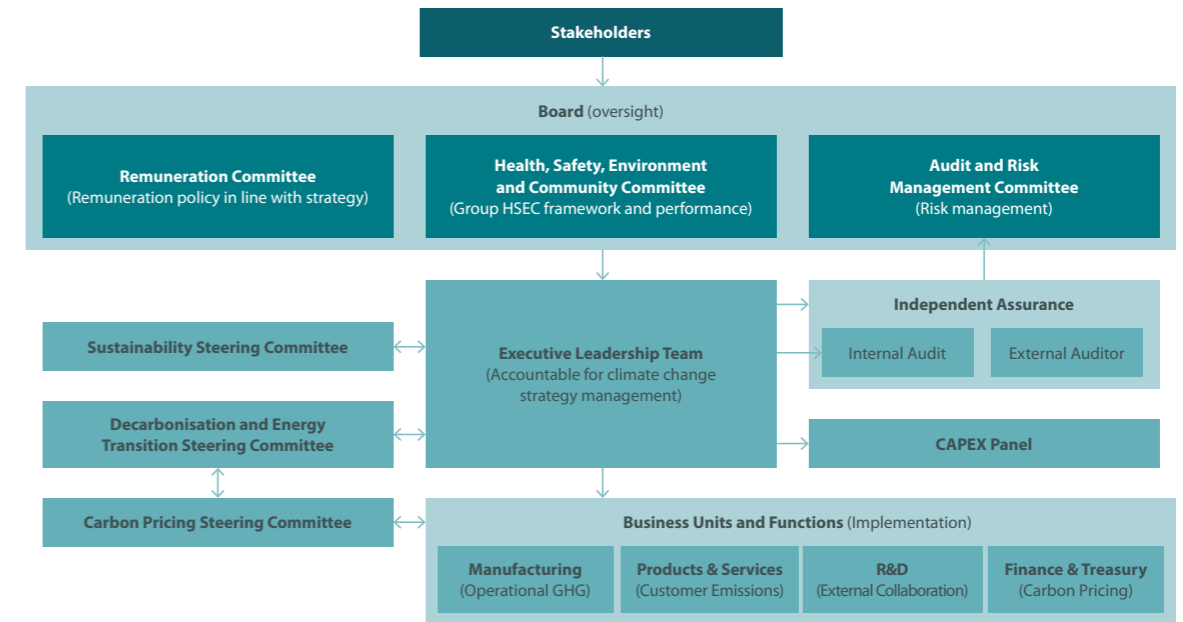 Stakeholders
Board (oversight)
Remuneration Committee
(Remuneration policy in line with strategy)
Health, Safety, Environment
and Community Committee
(Group HSEC framework and performance)
Audit and Risk
Management Committee
(Risk management)
Sustainability Steering Committee
Decarbonisation and Energy
Transition Steering Committee
Carbon Pricing Steering Committee
Executive Leadership Team
(Accountable for climate change
strategy management)
Independent Assurance
Internal Audit
External Auditor
CAPEX Panel
Business Units and Functions (Implementation)
Manufacturing
(Operational GHG)
Products & Services
(Customer Emissions)
R&D
(External Collaboration)
Finance & Treasury
(Carbon Pricing)